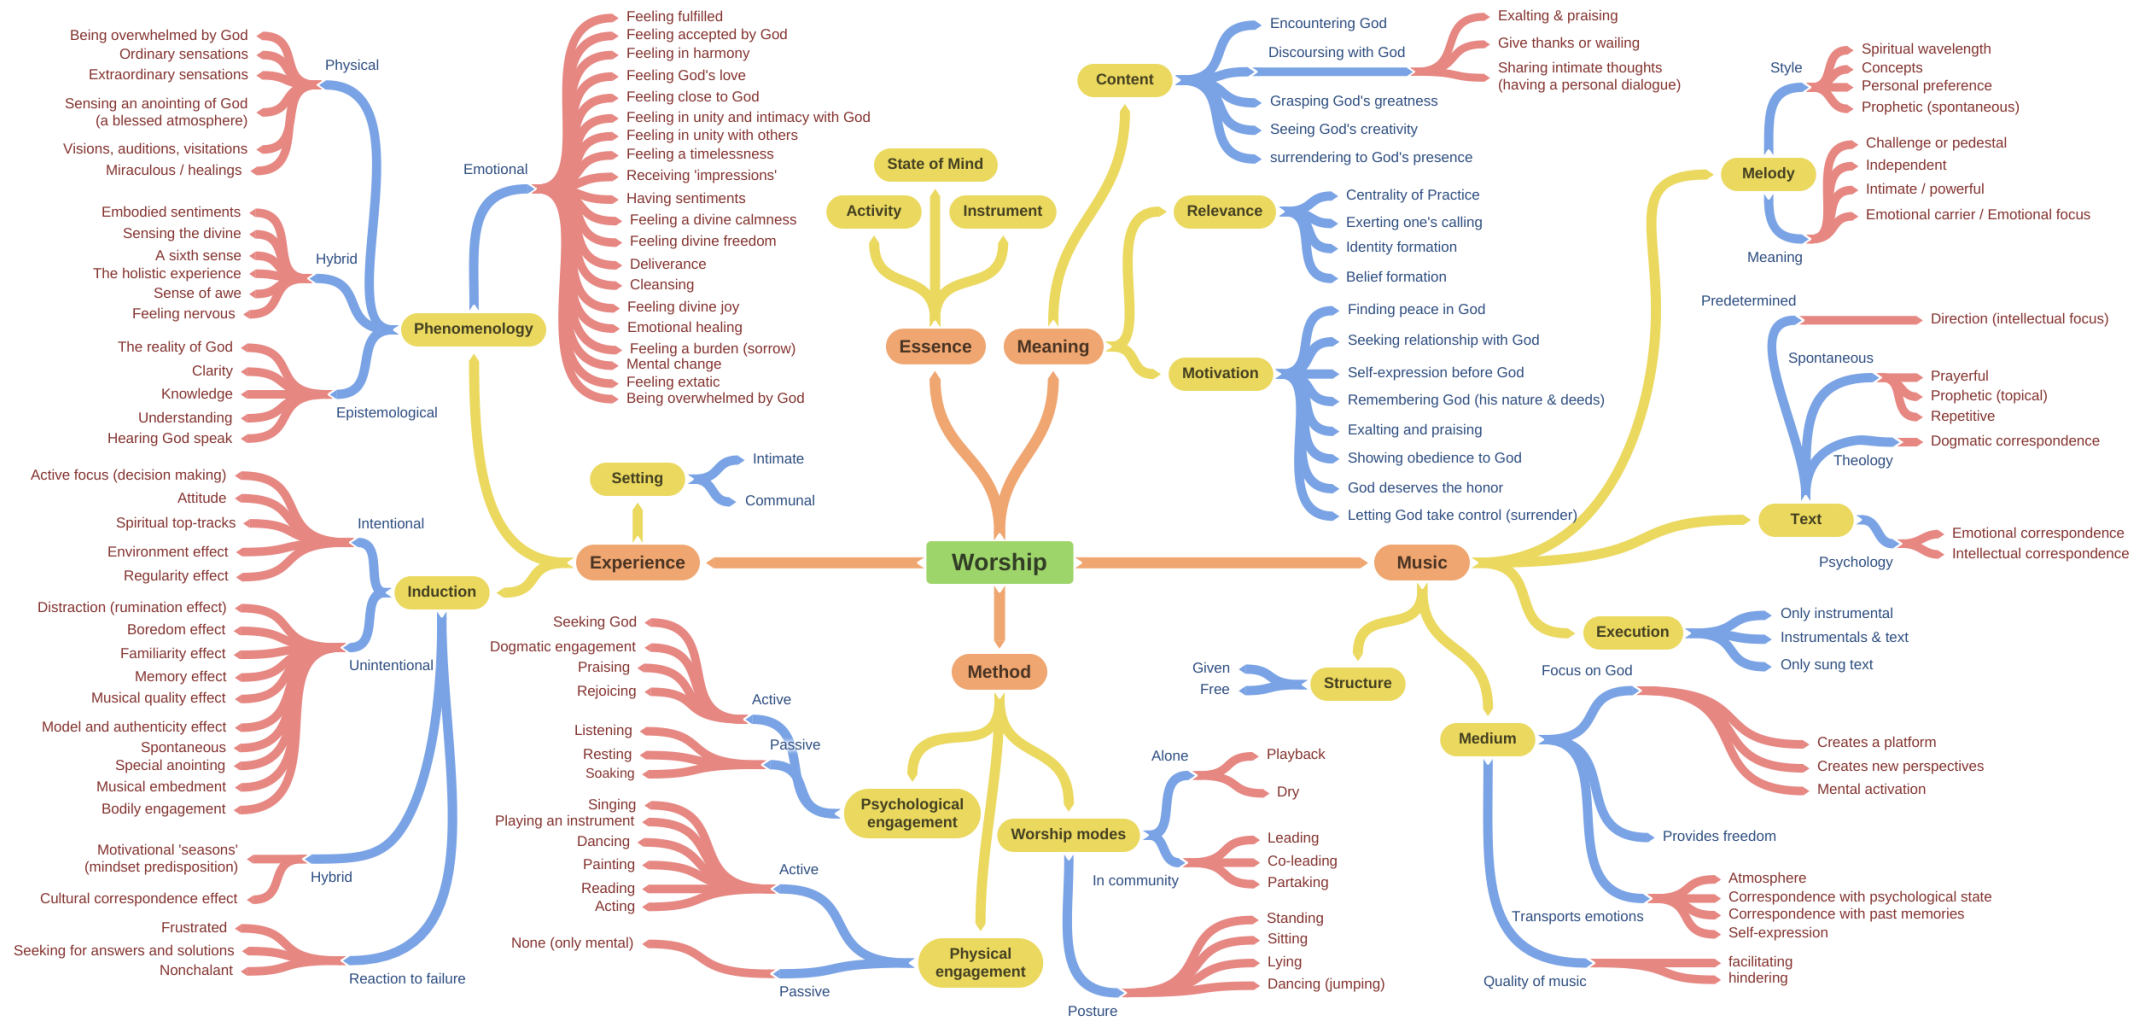 Worship
Essence
State of Mind
Activity
Instrument
Meaning
Content
Encountering God
Discoursing with God
Exalting & praising
Give thanks or wailing
Sharing intimate thoughts
(having a personal dialogue)
Grasping God's greatness
Seeing God's creativity
surrendering to God's presence
Relevance
Centrality of Practice
Exerting one's calling
Identity formation
Belief formation
Motivation
Finding peace in God
Seeking relationship with God
Self-expression before God
Remembering God (his nature & deeds)
Exalting and praising
Showing obedience to God
God deserves the honor
Letting God take control (surrender)
Music
Melody
Style
Spiritual wavelength
Concepts
Personal preference
Prophetic (spontaneous)
Meaning
Challenge or pedestal
Independent
Intimate / powerful
Emotional carrier / Emotional focus
Text
Predetermined
Direction (intellectual focus)
Spontaneous
Prayerful
Prophetic (topical)
Repetitive
Theology
Dogmatic correspondence
Psychology
Emotional correspondence
Intellectual correspondence
Execution
Only instrumental
Instrumentals & text
Only sung text
Structure
Given
Free
Medium
Focus on God
Creates a platform
Creates new perspectives
Mental activation
Provides freedom
Transports emotions
Atmosphere
Correspondence with psychological state
Correspondence with past memories
Self-expression
Quality of music
facilitating
hindering
Method
Psychological
engagement
Active
Seeking God
Dogmatic engagement
Praising
Rejoicing
Passive
Listening
Resting
Soaking
Physical
engagement
Active
Singing
Playing an instrument
Dancing
Painting
Reading
Acting
Passive
None (only mental)
Worship modes
Alone
Playback
Dry
In community
Leading
Co-leading
Partaking
Posture
Standing
Sitting
Lying
Dancing (jumping)
Experience
Setting
Intimate
Communal
Phenomenology
Physical
Being overwhelmed by God
Ordinary sensations
Extraordinary sensations
Sensing an anointing of God
(a blessed atmosphere)
Visions, auditions, visitations
Miraculous / healings
Hybrid
Embodied sentiments
Sensing the divine
A sixth sense
The holistic experience
Sense of awe
Feeling nervous
Epistemological
The reality of God
Clarity
Knowledge
Understanding
Hearing God speak
Emotional
Feeling fulfilled
Feeling accepted by God
Feeling in harmony
Feeling God's love
Feeling close to God
Feeling in unity and intimacy with God
Feeling in unity with others
Feeling a timelessness
Receiving 'impressions'
Having sentiments
Feeling a divine calmness
Feeling divine freedom
Deliverance
Cleansing
Feeling divine joy
Emotional healing
Feeling a burden (sorrow)
Mental change
Feeling extatic
Being overwhelmed by God
Induction
Intentional
Active focus (decision making)
Attitude
Spiritual top-tracks
Environment effect
Regularity effect
Unintentional
Distraction (rumination effect)
Boredom effect
Familiarity effect
Memory effect
Musical quality effect
Model and authenticity effect
Spontaneous
Special anointing
Musical embedment
Bodily engagement
Hybrid
Motivational 'seasons'
(mindset predisposition)
Cultural correspondence effect
Reaction to failure
Frustrated
Seeking for answers and solutions
Nonchalant